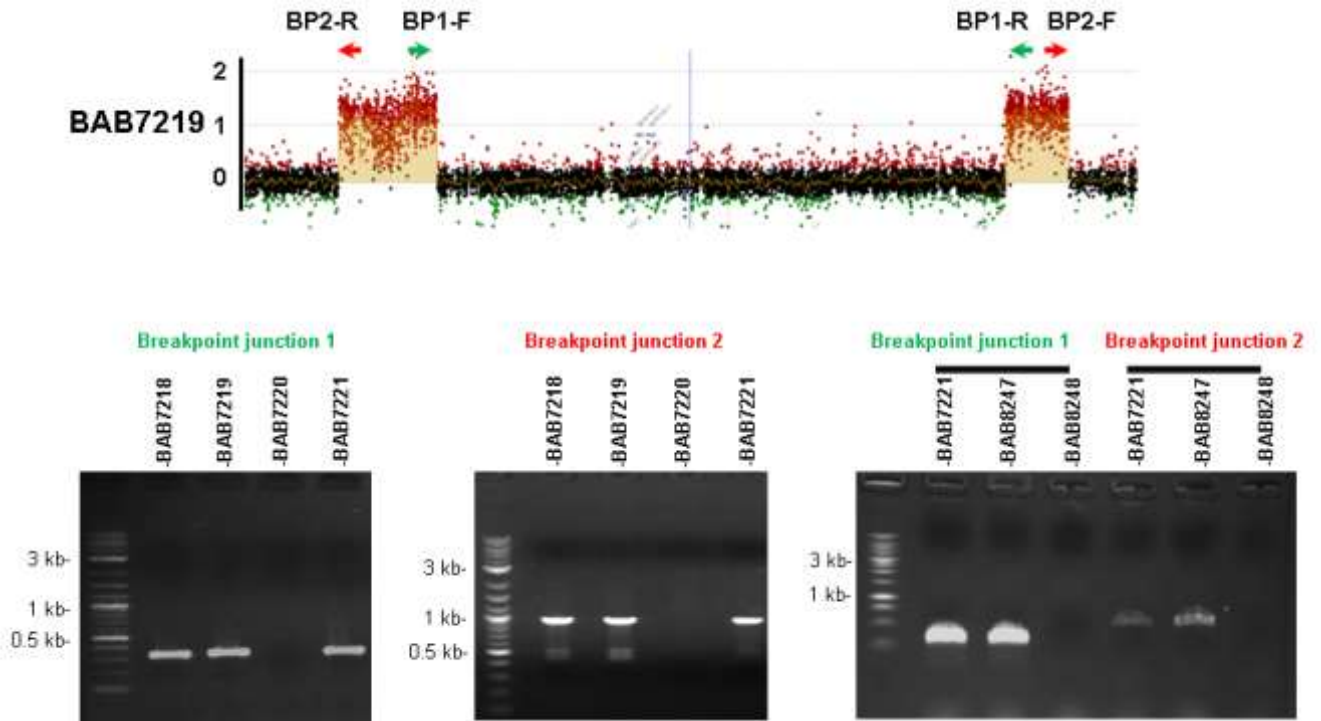 BP2-R BP1-F BP1-R BP2-F
2
BAB7219 1
0
Breakpoint junction 1 Breakpoint junction 2 Breakpoint junction 1 Breakpoint junction 2
-BAB7218 -BAB7219 -BAB7220 -BAB7221 -BAB7218 -BAB7219 -BAB7220 -BAB7221 -BAB7221 -BAB8247 -BAB8248 -BAB7221 -BAB8247 -BAB8248
3 kb- 3 kb- 3 kb-
1 kb- 1 kb- 1 kb-
0.5 kb- 0.5 kb-